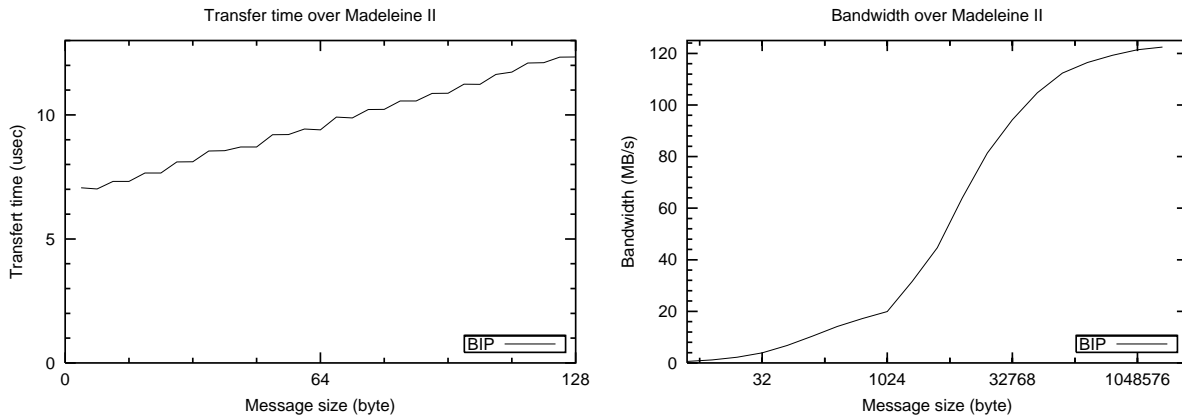 Transfer time over Madeleine II
Transfert time (usec)
10
5
0
0
64
128
Message size (byte)
BIP
Bandwidth over Madeleine II
Bandwidth (MB/s)
120
100
80
60
40
20
0
32
1024
32768
1048576
Message size (byte)
BIP